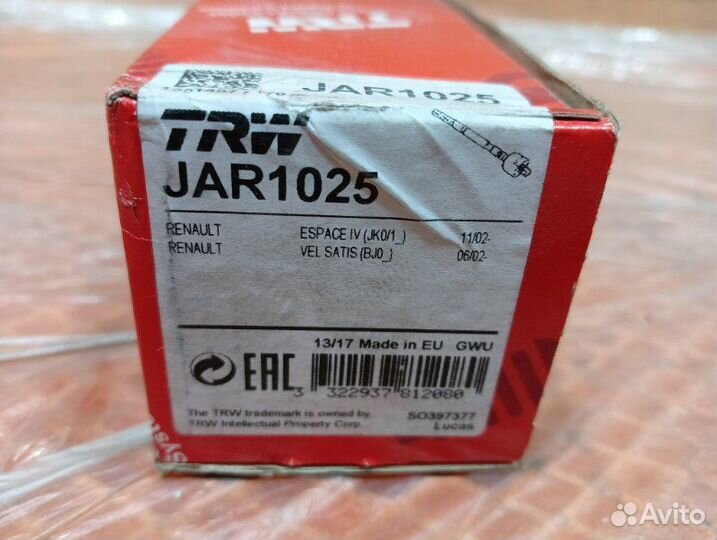 TRW
JAR1025
TRW
JAR1025
RENAULT ESPACE IV (JK0/1_) 11/02-
RENAULT VEL SATIS (BJ0_) 06/02-
13/17 Made in EU GWU
EAC
3 322937 812080
The TRW trademark is owned by
TRW Intellectual Property Corp.
SO397377
Lucas
Avito